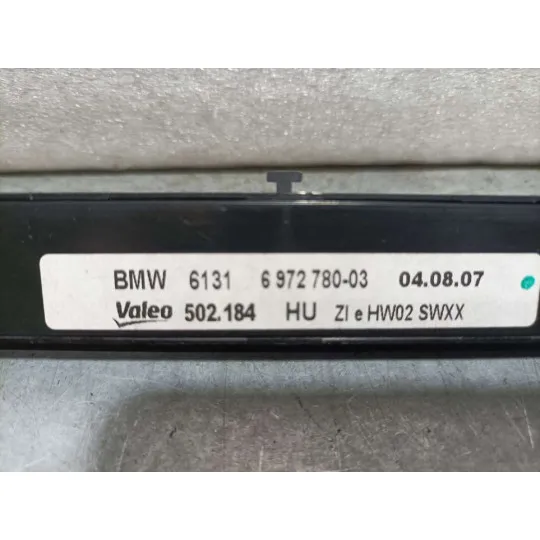 BMW 6131 6 972 780-03 04.08.07
Valeo 502.184 HU ZI e HW02 SWXX